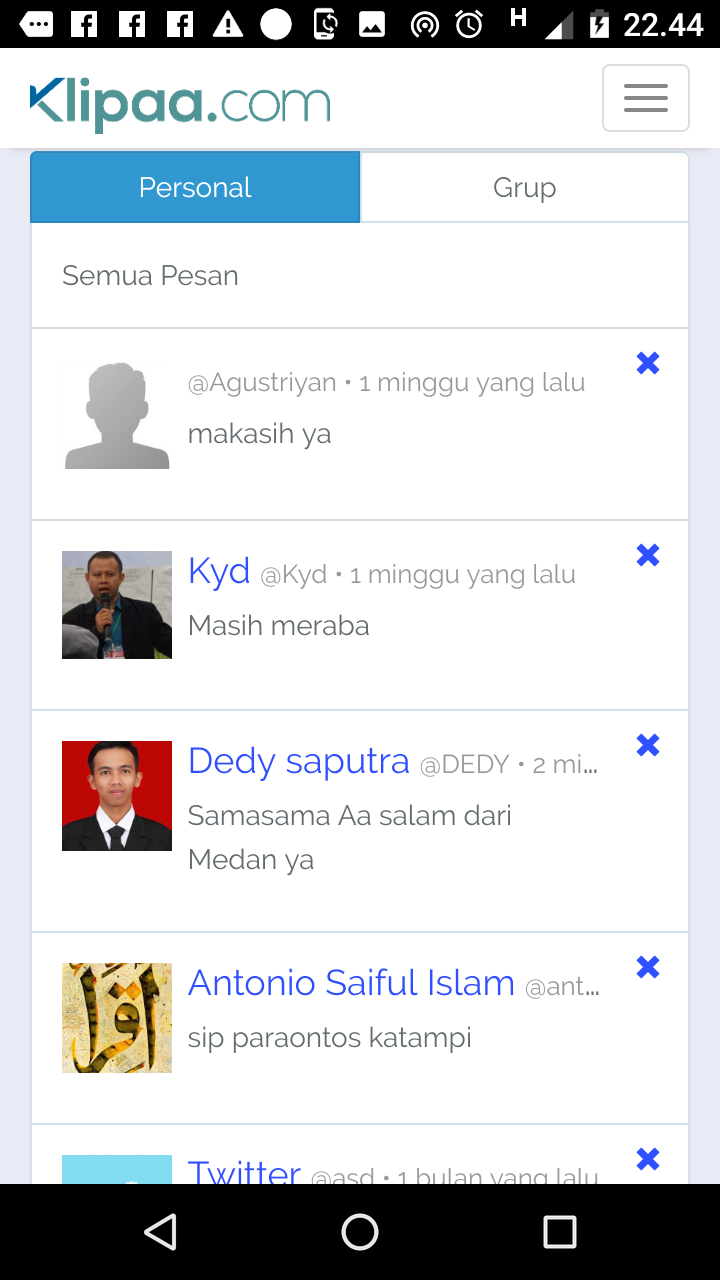 H 22.44
Klipaa.com
Personal Grup
Semua Pesan
@Agustriyan • 1 minggu yang lalu
makasih ya
Kyd @Kyd • 1 minggu yang lalu
Masih meraba
Dedy saputra @DEDY • 2 mi...
Samasama Aa salam dari
Medan ya
Antonio Saiful Islam @ant...
sip paraontos katampi
Twitter @asd • 1 bulan yang lalu